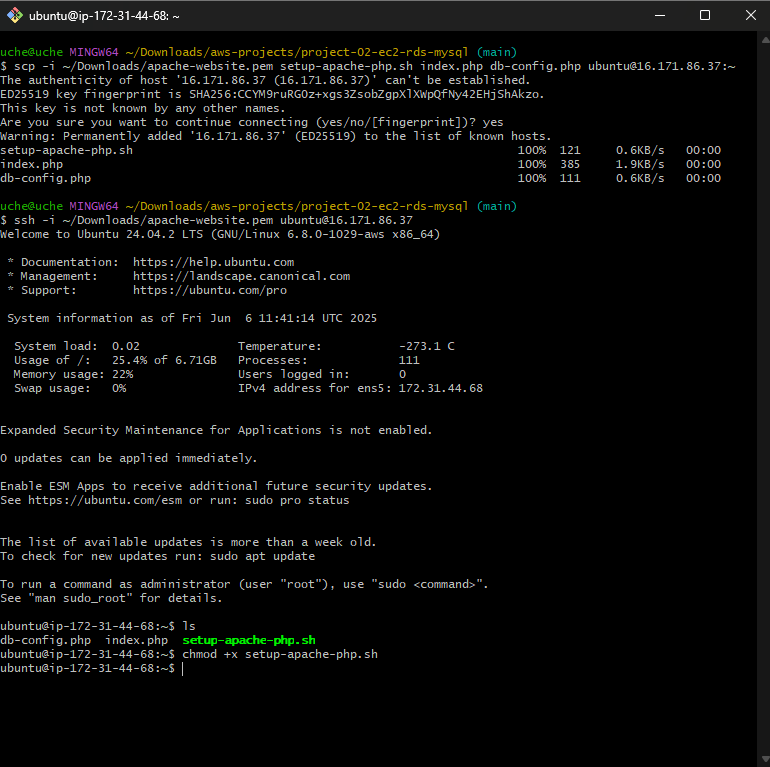 ubuntu@ip-172-31-44-68: ~
uche@uche MINGW64 ~/Downloads/aws-projects/project-02-ec2-rds-mysql (main)
$ scp -i ~/Downloads/apache-website.pem setup-apache-php.sh index.php db-config.php ubuntu@16.171.86.37:~
The authenticity of host '16.171.86.37 (16.171.86.37)' can't be established.
ED25519 key fingerprint is SHA256:CCYM9ruRGOz+xgs3ZsobZgpXlXWpQfNy42EHjShAkzo.
This key is not known by any other names.
Are you sure you want to continue connecting (yes/no/[fingerprint])? yes
Warning: Permanently added '16.171.86.37' (ED25519) to the list of known hosts.
setup-apache-php.sh 100% 121 0.6KB/s 00:00
index.php 100% 385 1.9KB/s 00:00
db-config.php 100% 111 0.6KB/s 00:00
uche@uche MINGW64 ~/Downloads/aws-projects/project-02-ec2-rds-mysql (main)
$ ssh -i ~/Downloads/apache-website.pem ubuntu@16.171.86.37
Welcome to Ubuntu 24.04.2 LTS (GNU/Linux 6.8.0-1029-aws x86_64)
* Documentation: https://help.ubuntu.com
* Management: https://landscape.canonical.com
* Support: https://ubuntu.com/pro
System information as of Fri Jun 6 11:41:14 UTC 2025
System load: 0.02 Temperature: -273.1 C
Usage of /: 25.4% of 6.71GB Processes: 111
Memory usage: 22% Users logged in: 0
Swap usage: 0% IPv4 address for ens5: 172.31.44.68
Expanded Security Maintenance for Applications is not enabled.
0 updates can be applied immediately.
Enable ESM Apps to receive additional future security updates.
See https://ubuntu.com/esm or run: sudo pro status
The list of available updates is more than a week old.
To check for new updates run: sudo apt update
To run a command as administrator (user "root"), use "sudo <command>".
See "man sudo_root" for details.
ubuntu@ip-172-31-44-68:~$ ls
db-config.php index.php setup-apache-php.sh
ubuntu@ip-172-31-44-68:~$ chmod +x setup-apache-php.sh
ubuntu@ip-172-31-44-68:~$